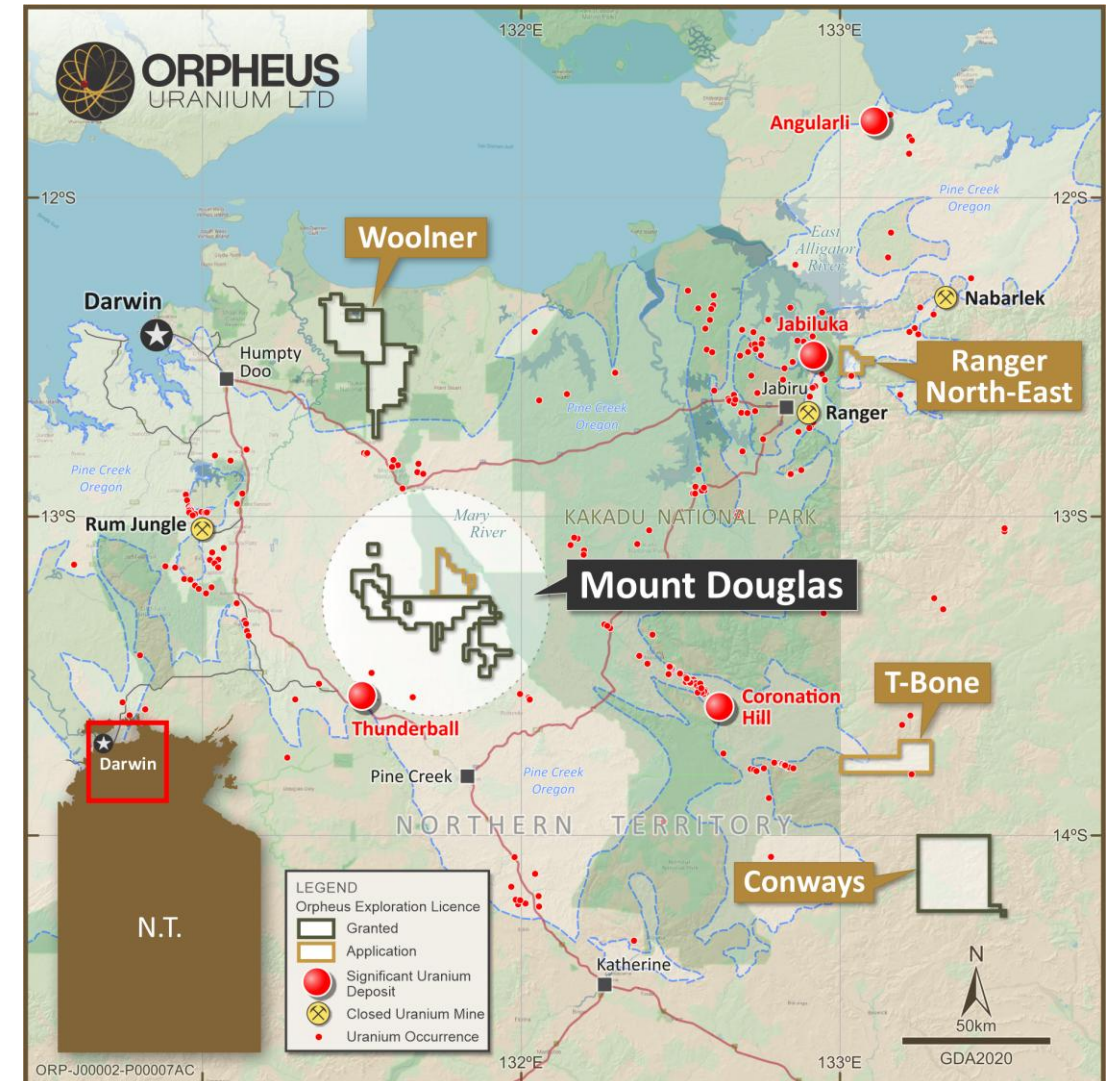 ORPHEUS
URANIUM LTD
132°E
133°E
Angularli
12°S
12°S
Pine Creek
Oregon
Woolner
East
Alligator
River
Darwin
Nabarlek
Jabiluka
Humpty
Doo
Ranger
North-East
Jabiru
Pine Creek
Oregon
Ranger
Pine Creek
Oregon
Mary
River
KAKADU NATIONAL PARK
13°S
13°S
Rum Jungle
Mount Douglas
T-Bone
Coronation
Hill
Thunderball
Darwin
Pine Creek
Pine Creek
Oregon
NORTHERN TERRITORY
14°S
Conways
N.T.
LEGEND
Orpheus Exploration Licence
Granted
Application
Significant Uranium
Deposit
Closed Uranium Mine
Uranium Occurrence
Katherine
N
50km
GDA2020
132°E
133°E
ORP-J00002-P00007AC